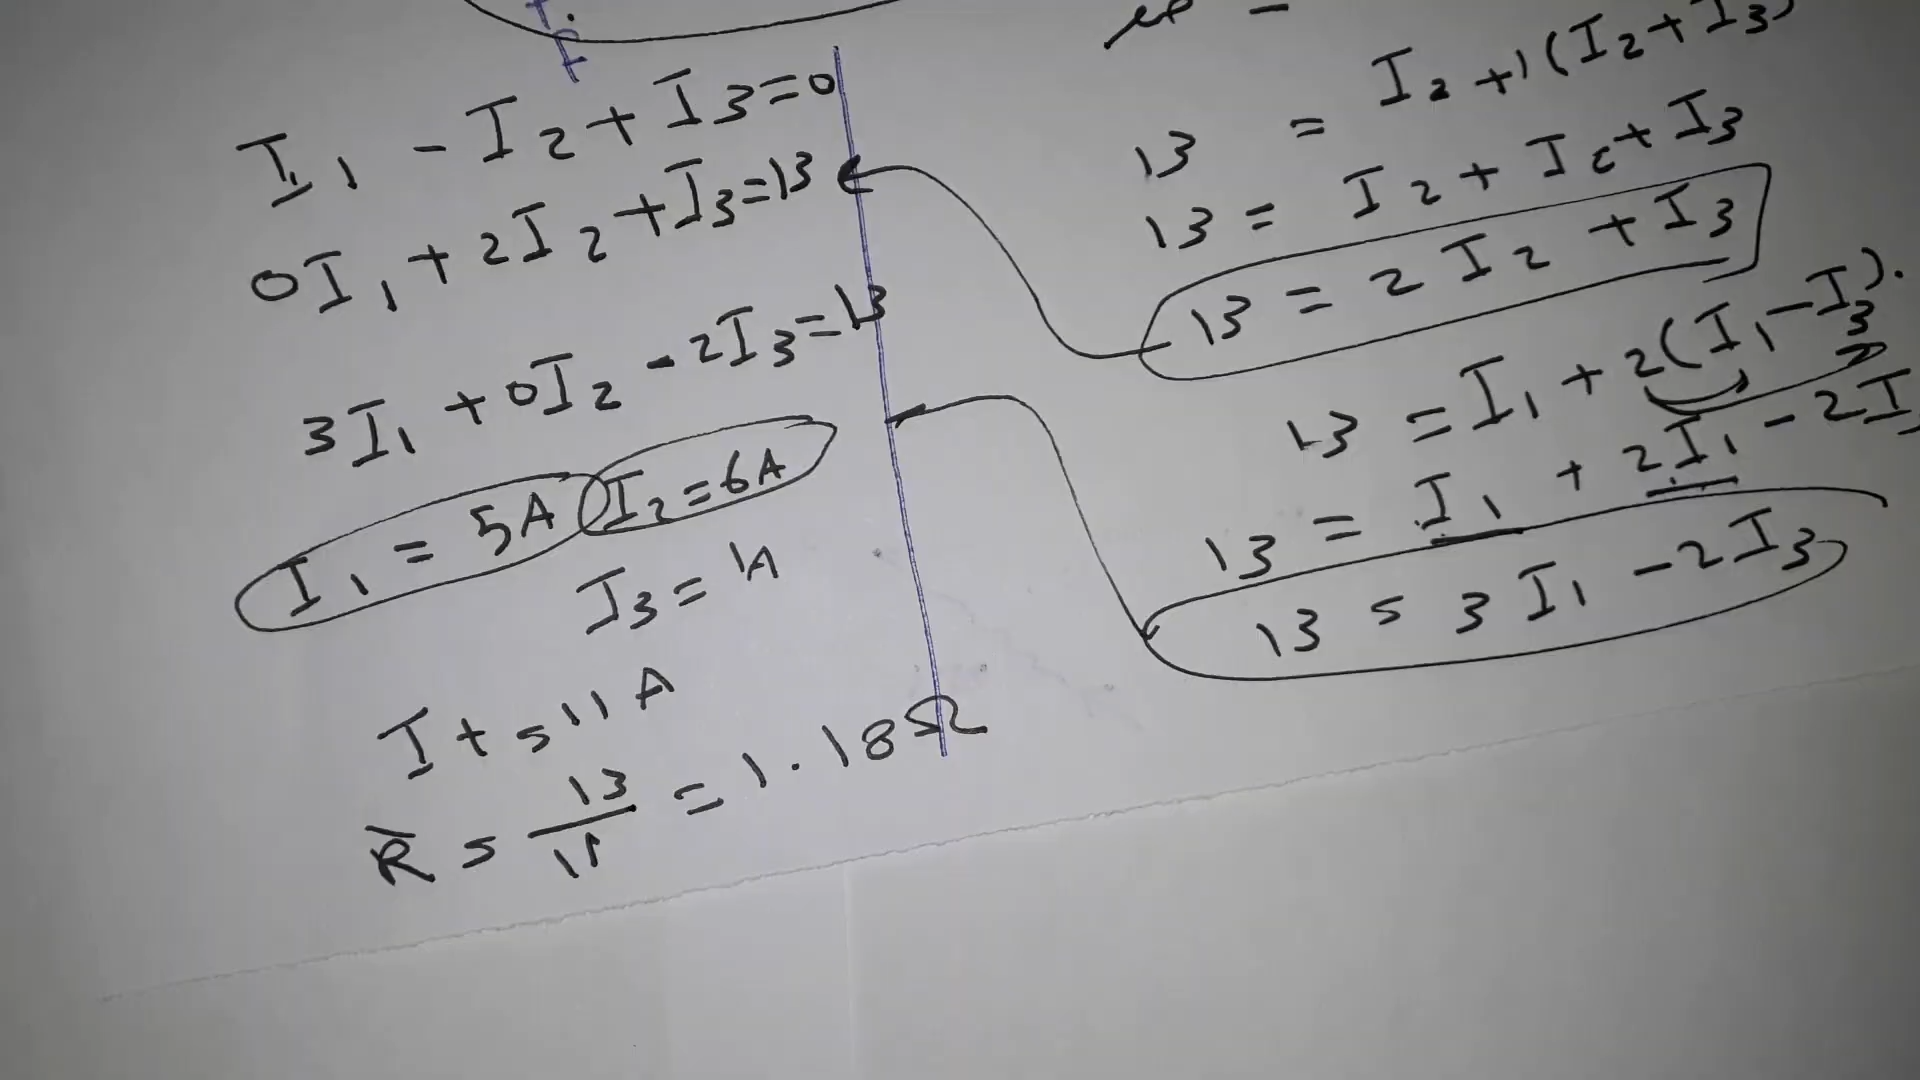 I1 - I2 + I3 = 0
0I1 + 2I2 + I3 = 13
3I1 + 0I2 - 2I3 = 13
I1 = 5A I2 = 6A
I3 = 1A
It = 11A
R = 13/11 = 1.18Ω
13 = I2 + 1(I2 + I3)
13 = I2 + I2 + I3
13 = 2I2 + I3
13 = I1 + 2(I1 - I3).
13 = I1 + 2I1 - 2I3
13 = 3I1 - 2I3